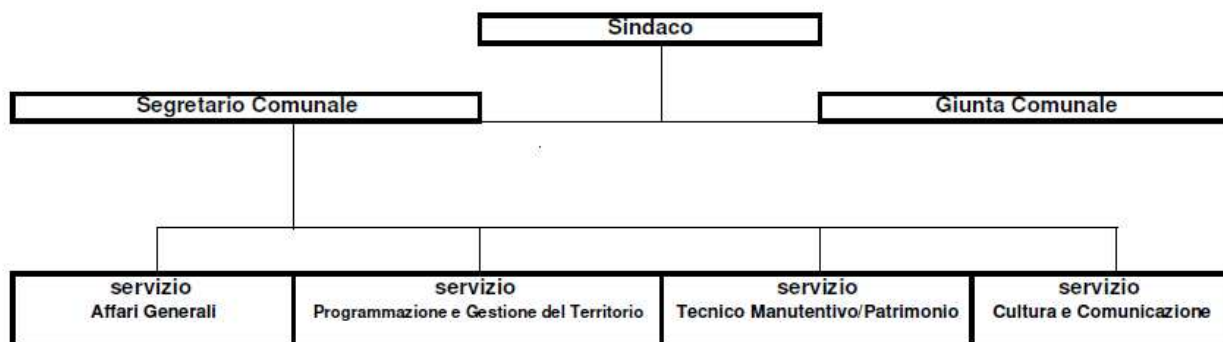 Sindaco
Segretario Comunale
Giunta Comunale
servizio
Affari Generali
servizio
Programmazione e Gestione del Territorio
servizio
Tecnico Manutentivo/Patrimonio
servizio
Cultura e Comunicazione